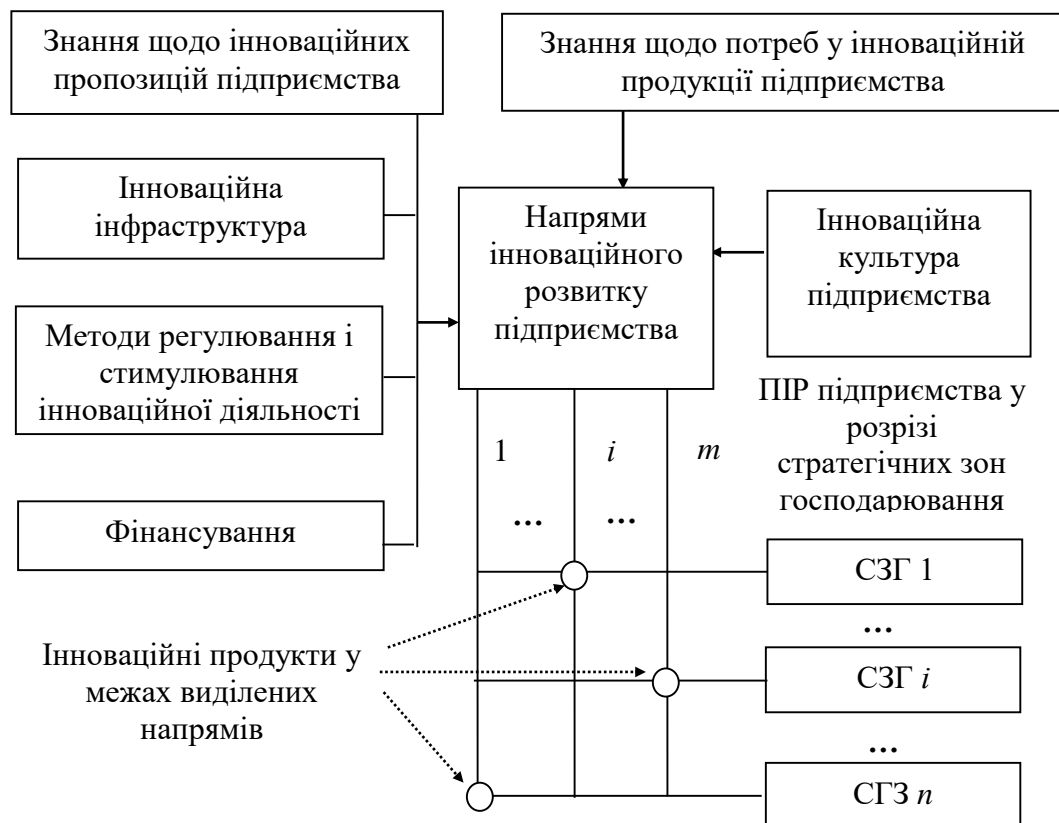 Знання щодо інноваційних
пропозицій підприємства
Знання щодо потреб у інноваційній
продукції підприємства
Інноваційна
інфраструктура
Напрями
інноваційного
розвитку
підприємства
Інноваційна
культура
підприємства
Методи регулювання і
стимулювання
інноваційної діяльності
ПІР підприємства у
розрізі
стратегічних зон
господарювання
1
i
m
...
...
Фінансування
СЗГ 1
...
Інноваційні продукти у
межах виділених
напрямів
СЗГ i
...
СГЗ n